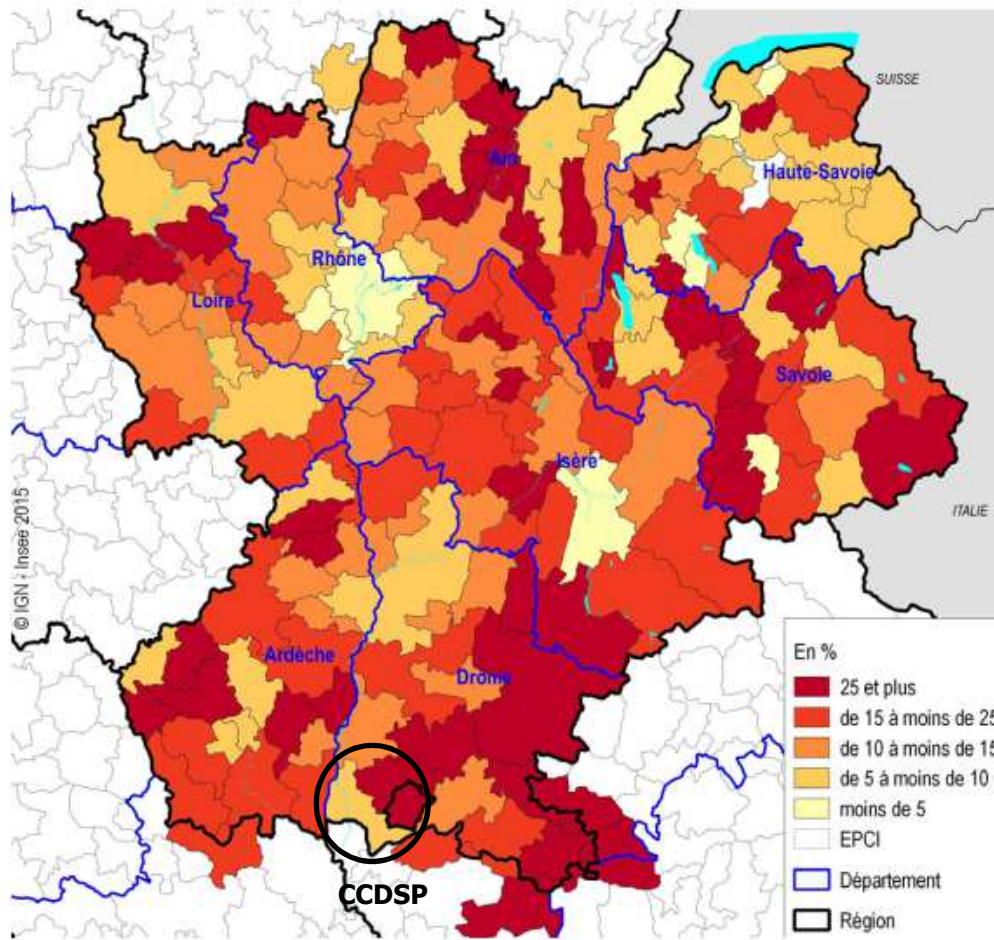 SUISSE
Ain
Haute-Savoie
Rhône
Loire
Savoie
Isère
ITALIE
© IGN - Insee 2015
Ardèche
Drôme
CCDSP
En %
25 et plus
de 15 à moins de 25
de 10 à moins de 15
de 5 à moins de 10
moins de 5
EPCI
Département
Région